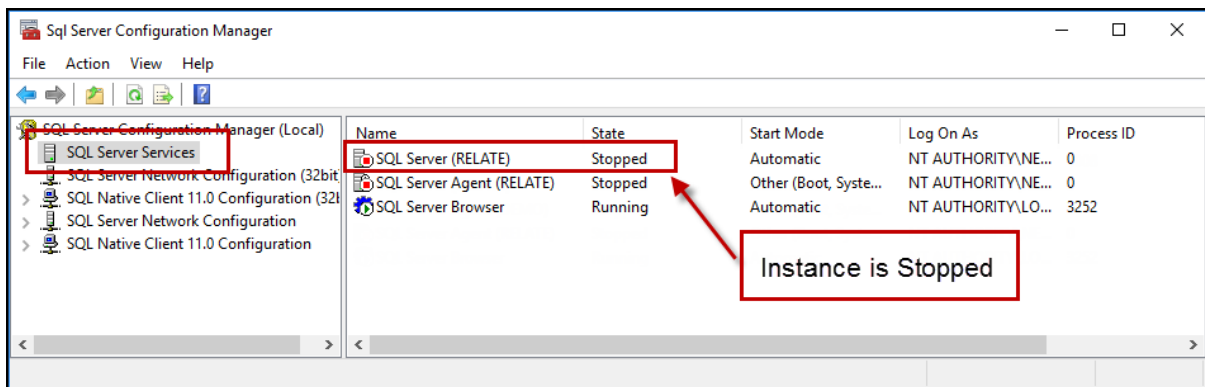 Sql Server Configuration Manager
File Action View Help
SQL Server Configuration Manager (Local)
SQL Server Services
SQL Server Network Configuration (32bit
SQL Native Client 11.0 Configuration (32b
SQL Server Network Configuration
SQL Native Client 11.0 Configuration
Name State Start Mode Log On As Process ID
SQL Server (RELATE) Stopped Automatic NT AUTHORITY\NE... 0
SQL Server Agent (RELATE) Stopped Other (Boot, Syste... NT AUTHORITY\NE... 0
SQL Server Browser Running Automatic NT AUTHORITY\LO... 3252
Instance is Stopped